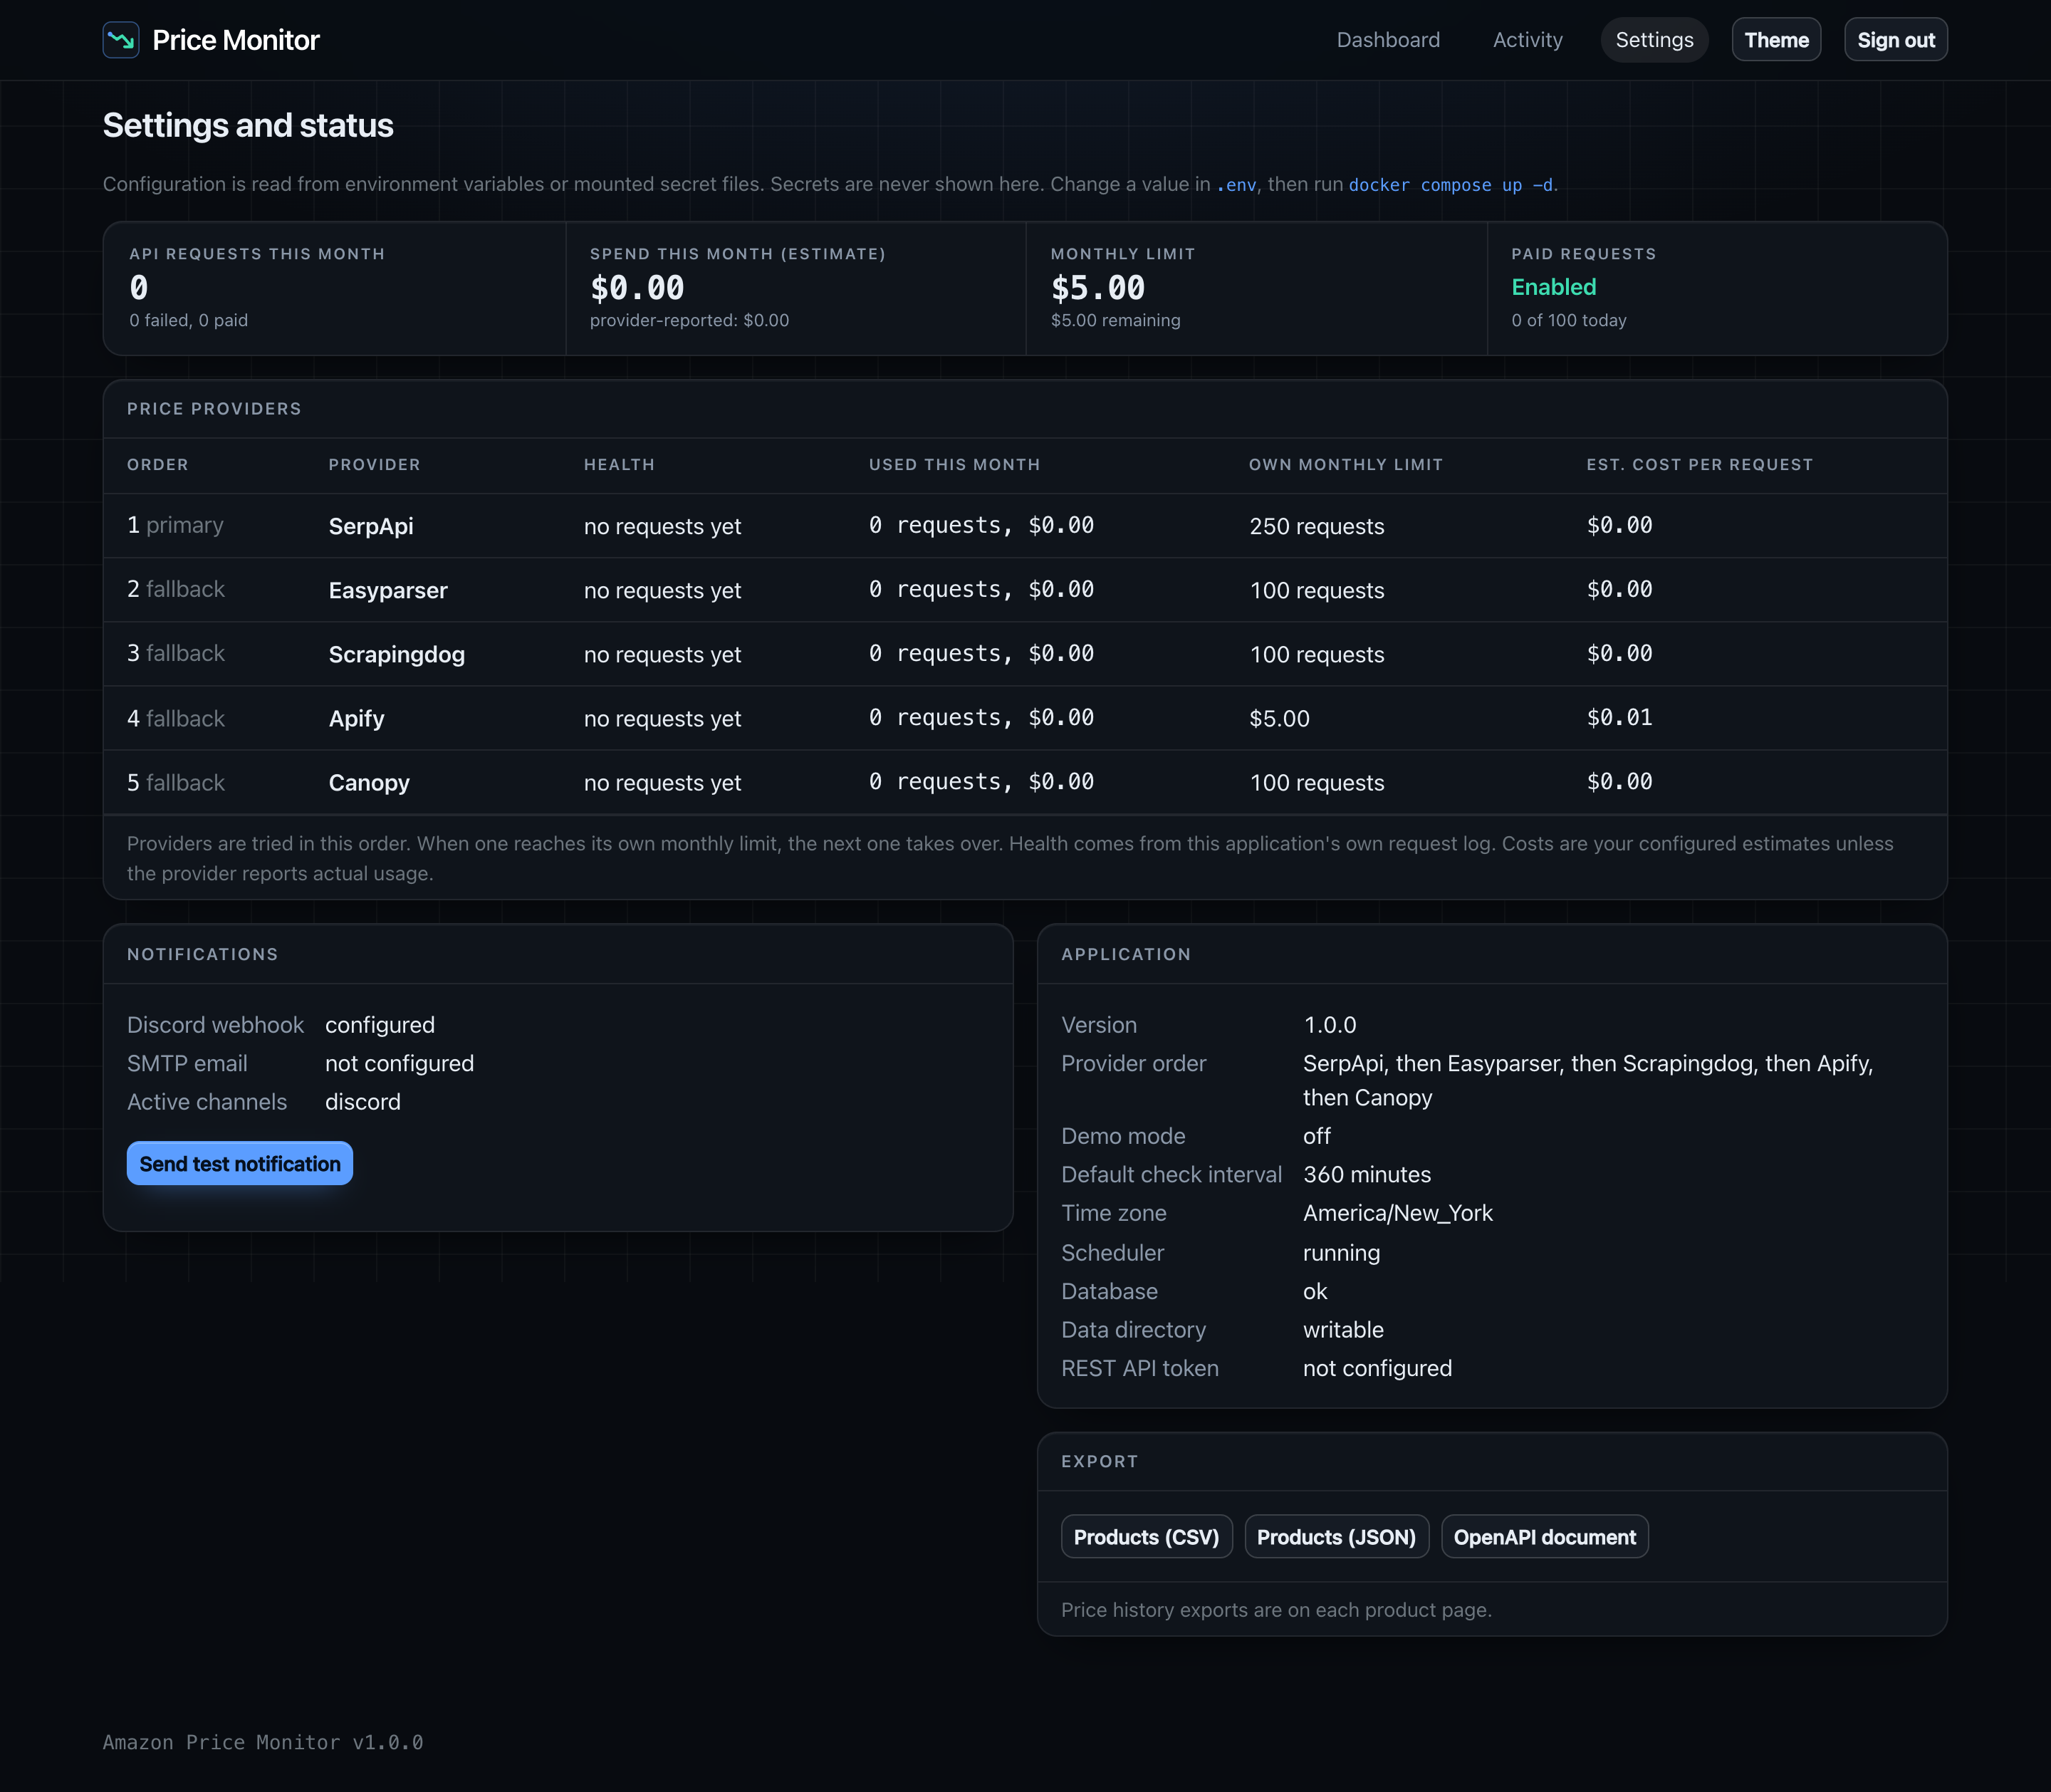 Price Monitor
Dashboard
Activity
Settings
Theme
Sign out
Settings and status
Configuration is read from environment variables or mounted secret files. Secrets are never shown here. Change a value in .env, then run docker compose up -d.
API REQUESTS THIS MONTH
0
0 failed, 0 paid
SPEND THIS MONTH (ESTIMATE)
$0.00
provider-reported: $0.00
MONTHLY LIMIT
$5.00
$5.00 remaining
PAID REQUESTS
Enabled
0 of 100 today
PRICE PROVIDERS
ORDER PROVIDER HEALTH USED THIS MONTH OWN MONTHLY LIMIT EST. COST PER REQUEST
1 primary SerpApi no requests yet 0 requests, $0.00 250 requests $0.00
2 fallback Easyparser no requests yet 0 requests, $0.00 100 requests $0.00
3 fallback Scrapingdog no requests yet 0 requests, $0.00 100 requests $0.00
4 fallback Apify no requests yet 0 requests, $0.00 $5.00 $0.01
5 fallback Canopy no requests yet 0 requests, $0.00 100 requests $0.00
Providers are tried in this order. When one reaches its own monthly limit, the next one takes over. Health comes from this application's own request log. Costs are your configured estimates unless
the provider reports actual usage.
NOTIFICATIONS
Discord webhook configured
SMTP email not configured
Active channels discord
Send test notification
APPLICATION
Version 1.0.0
Provider order SerpApi, then Easyparser, then Scrapingdog, then Apify,
then Canopy
Demo mode off
Default check interval 360 minutes
Time zone America/New_York
Scheduler running
Database ok
Data directory writable
REST API token not configured
EXPORT
Products (CSV)
Products (JSON)
OpenAPI document
Price history exports are on each product page.
Amazon Price Monitor v1.0.0